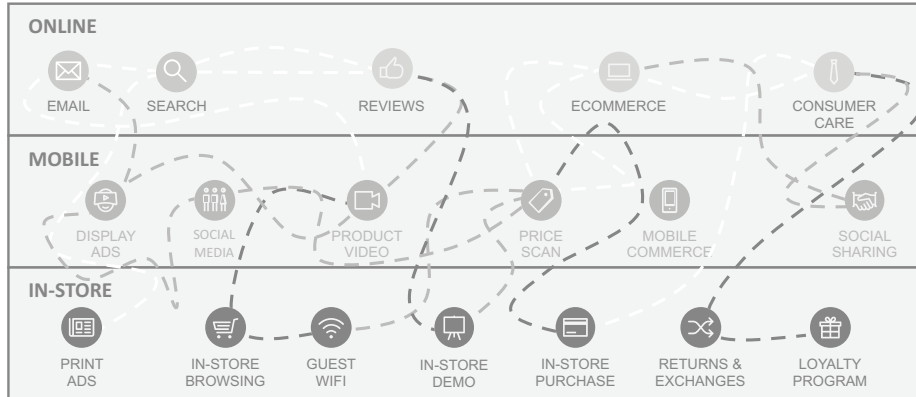 ONLINE
EMAIL
SEARCH
REVIEWS
ECOMMERCE
CONSUMER
CARE
MOBILE
DISPLAY
ADS
SOCIAL
MEDIA
PRODUCT
VIDEO
PRICE
SCAN
MOBILE
COMMERCE
SOCIAL
SHARING
IN-STORE
PRINT
ADS
IN-STORE
BROWSING
GUEST
WIFI
IN-STORE
DEMO
IN-STORE
PURCHASE
RETURNS &
EXCHANGES
LOYALTY
PROGRAM